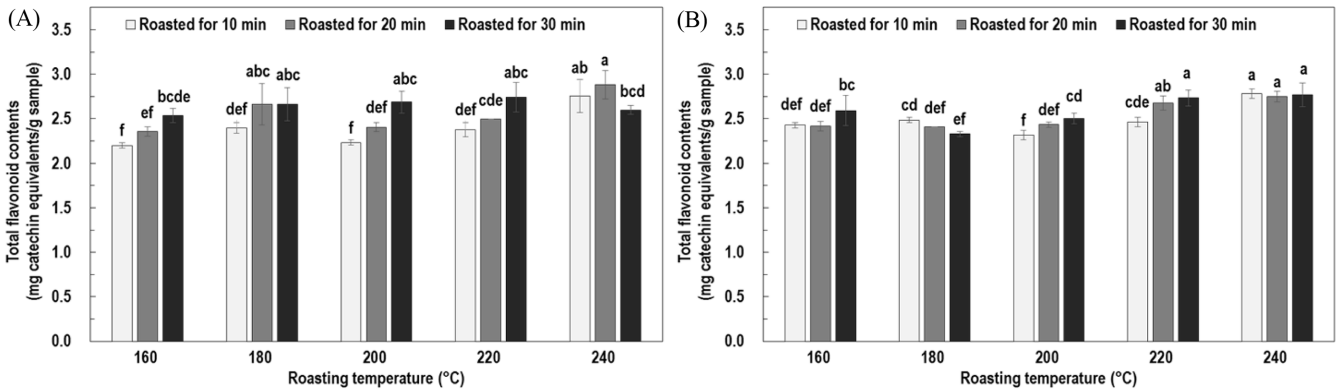 (A)
Total flavonoid contents
(mg catechin equivalents/g sample)
3.5
3.0
2.5
2.0
1.5
1.0
0.5
0.0
Roasted for 10 min Roasted for 20 min Roasted for 30 min
f ef bcde def abc abc f def abc def cde abc ab a bcd
160 180 200 220 240
Roasting temperature (°C)
(B)
Total flavonoid contents
(mg catechin equivalents/g sample)
3.5
3.0
2.5
2.0
1.5
1.0
0.5
0.0
Roasted for 10 min Roasted for 20 min Roasted for 30 min
def def bc cd def ef f def cd cde ab a a a a
160 180 200 220 240
Roasting temperature (°C)